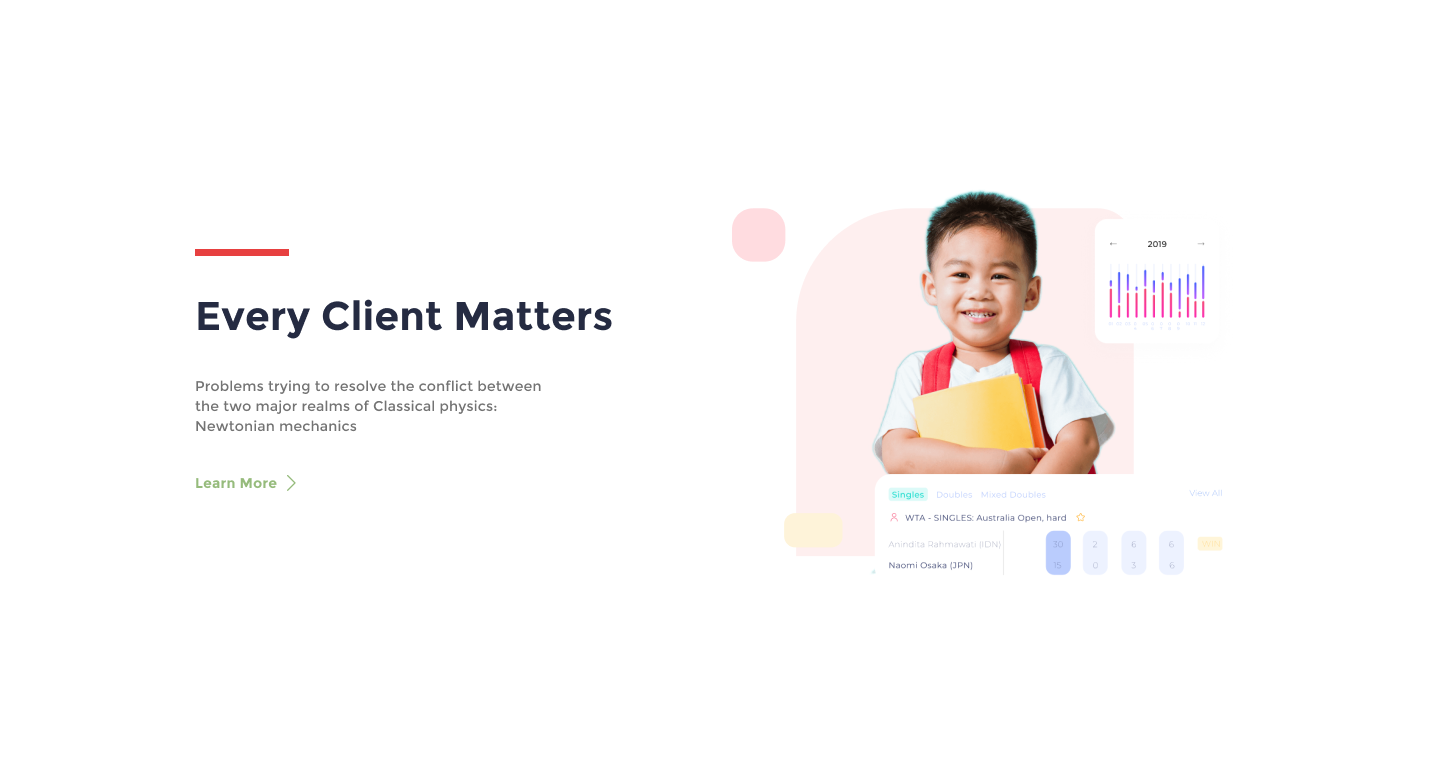 Every Client Matters
Problems trying to resolve the conflict between
the two major realms of Classical physics:
Newtonian mechanics
Learn More
2019
Singles Doubles Mixed Doubles View All
WTA - SINGLES: Australia Open, hard
Anindita Rahmawati (IDN) 30 2 6 6
Naomi Osaka (JPN) 15 0 3 6